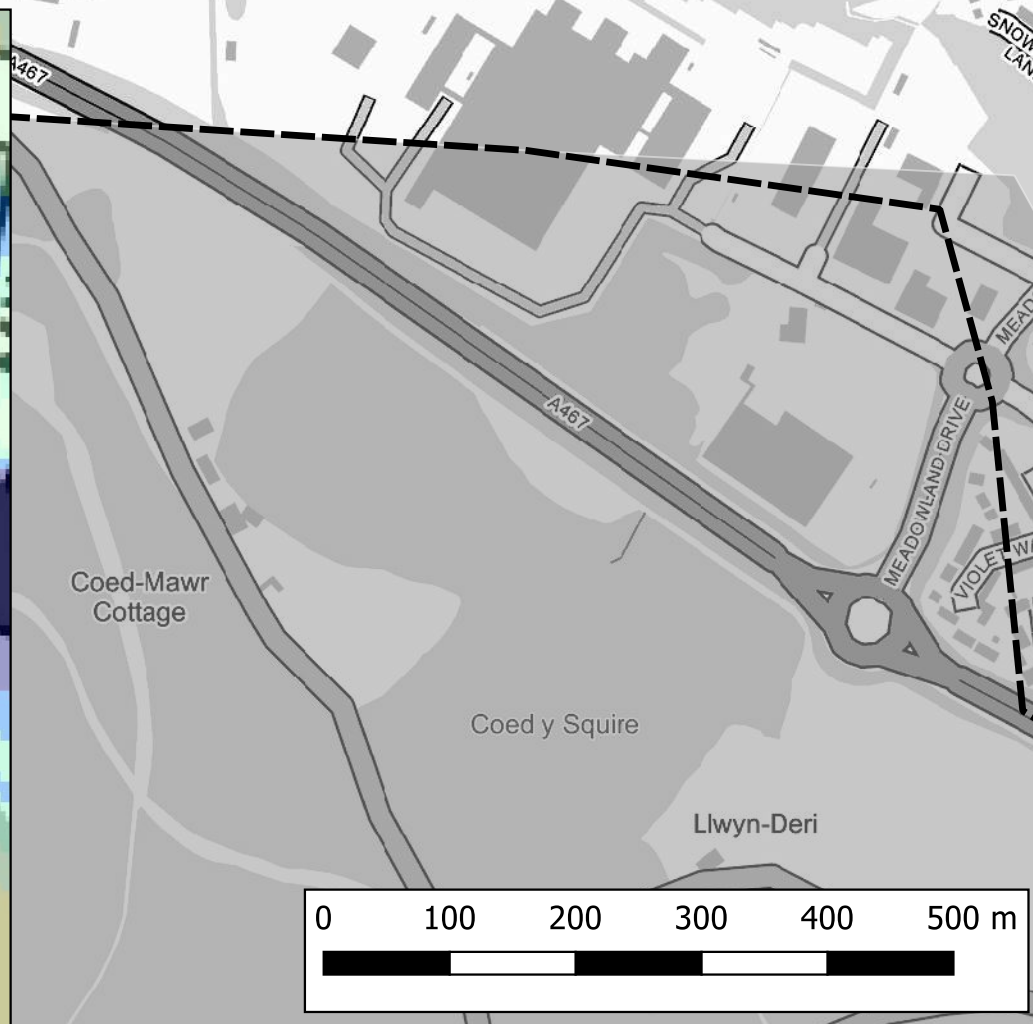 SNOW
LAN
A467
MEAD
A467
MEADOWLAND DRIVE
VIOLET WA
Coed-Mawr
Cottage
Coed y Squire
Llwyn-Deri
0 100 200 300 400 500 m